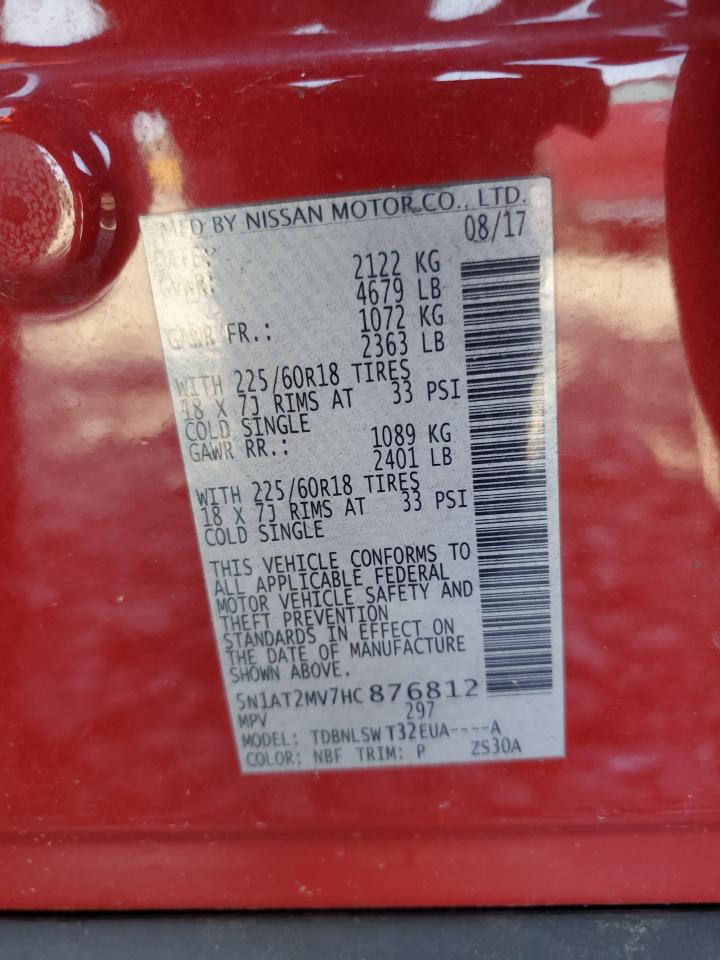 MFD BY NISSAN MOTOR CO., LTD.
DATE: 08/17
GVWR: 2122 KG
4679 LB
GAWR FR.: 1072 KG
2363 LB
WITH 225/60R18 TIRES
18 X 7J RIMS AT 33 PSI
COLD SINGLE
GAWR RR.: 1089 KG
2401 LB
WITH 225/60R18 TIRES
18 X 7J RIMS AT 33 PSI
COLD SINGLE
THIS VEHICLE CONFORMS TO
ALL APPLICABLE FEDERAL
MOTOR VEHICLE SAFETY AND
THEFT PREVENTION
STANDARDS IN EFFECT ON
THE DATE OF MANUFACTURE
SHOWN ABOVE.
5N1AT2MV7HC876812
MPV 297
MODEL: TDBNLSW T32EUA----A
COLOR: NBF TRIM: P ZS30A